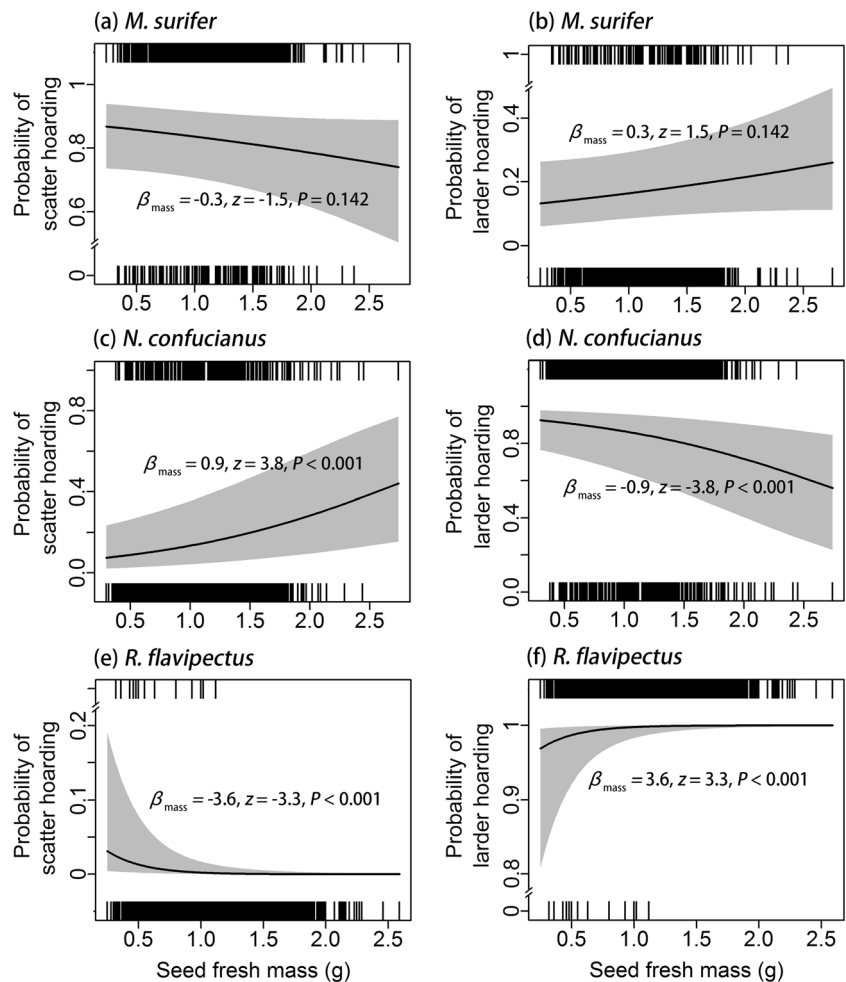 (a) M. surifer
Probability of
scatter hoarding
1
0.8
0.6
0
β mass = -0.3, z = -1.5, P = 0.142
0.5 1.0 1.5 2.0 2.5
(b) M. surifer
Probability of
larder hoarding
1
0.4
0.2
0
β mass = 0.3, z = 1.5, P = 0.142
0.5 1.0 1.5 2.0 2.5
(c) N. confucianus
Probability of
scatter hoarding
0.8
0.4
0.0
β mass = 0.9, z = 3.8, P < 0.001
0.5 1.0 1.5 2.0 2.5
(d) N. confucianus
Probability of
larder hoarding
0.8
0.4
0.0
β mass = -0.9, z = -3.8, P < 0.001
0.5 1.0 1.5 2.0 2.5
(e) R. flavipectus
Probability of
scatter hoarding
0.2
0.1
0
β mass = -3.6, z = -3.3, P < 0.001
0.5 1.0 1.5 2.0 2.5
Seed fresh mass (g)
(f) R. flavipectus
Probability of
larder hoarding
1
0.9
0.8
0
β mass = 3.6, z = 3.3, P < 0.001
0.5 1.0 1.5 2.0 2.5
Seed fresh mass (g)